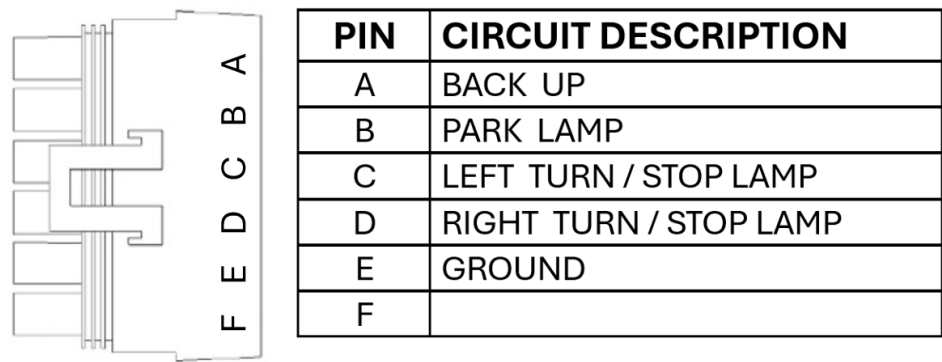 A
B
C
D
E
F
PIN CIRCUIT DESCRIPTION
A BACK UP
B PARK LAMP
C LEFT TURN / STOP LAMP
D RIGHT TURN / STOP LAMP
E GROUND
F